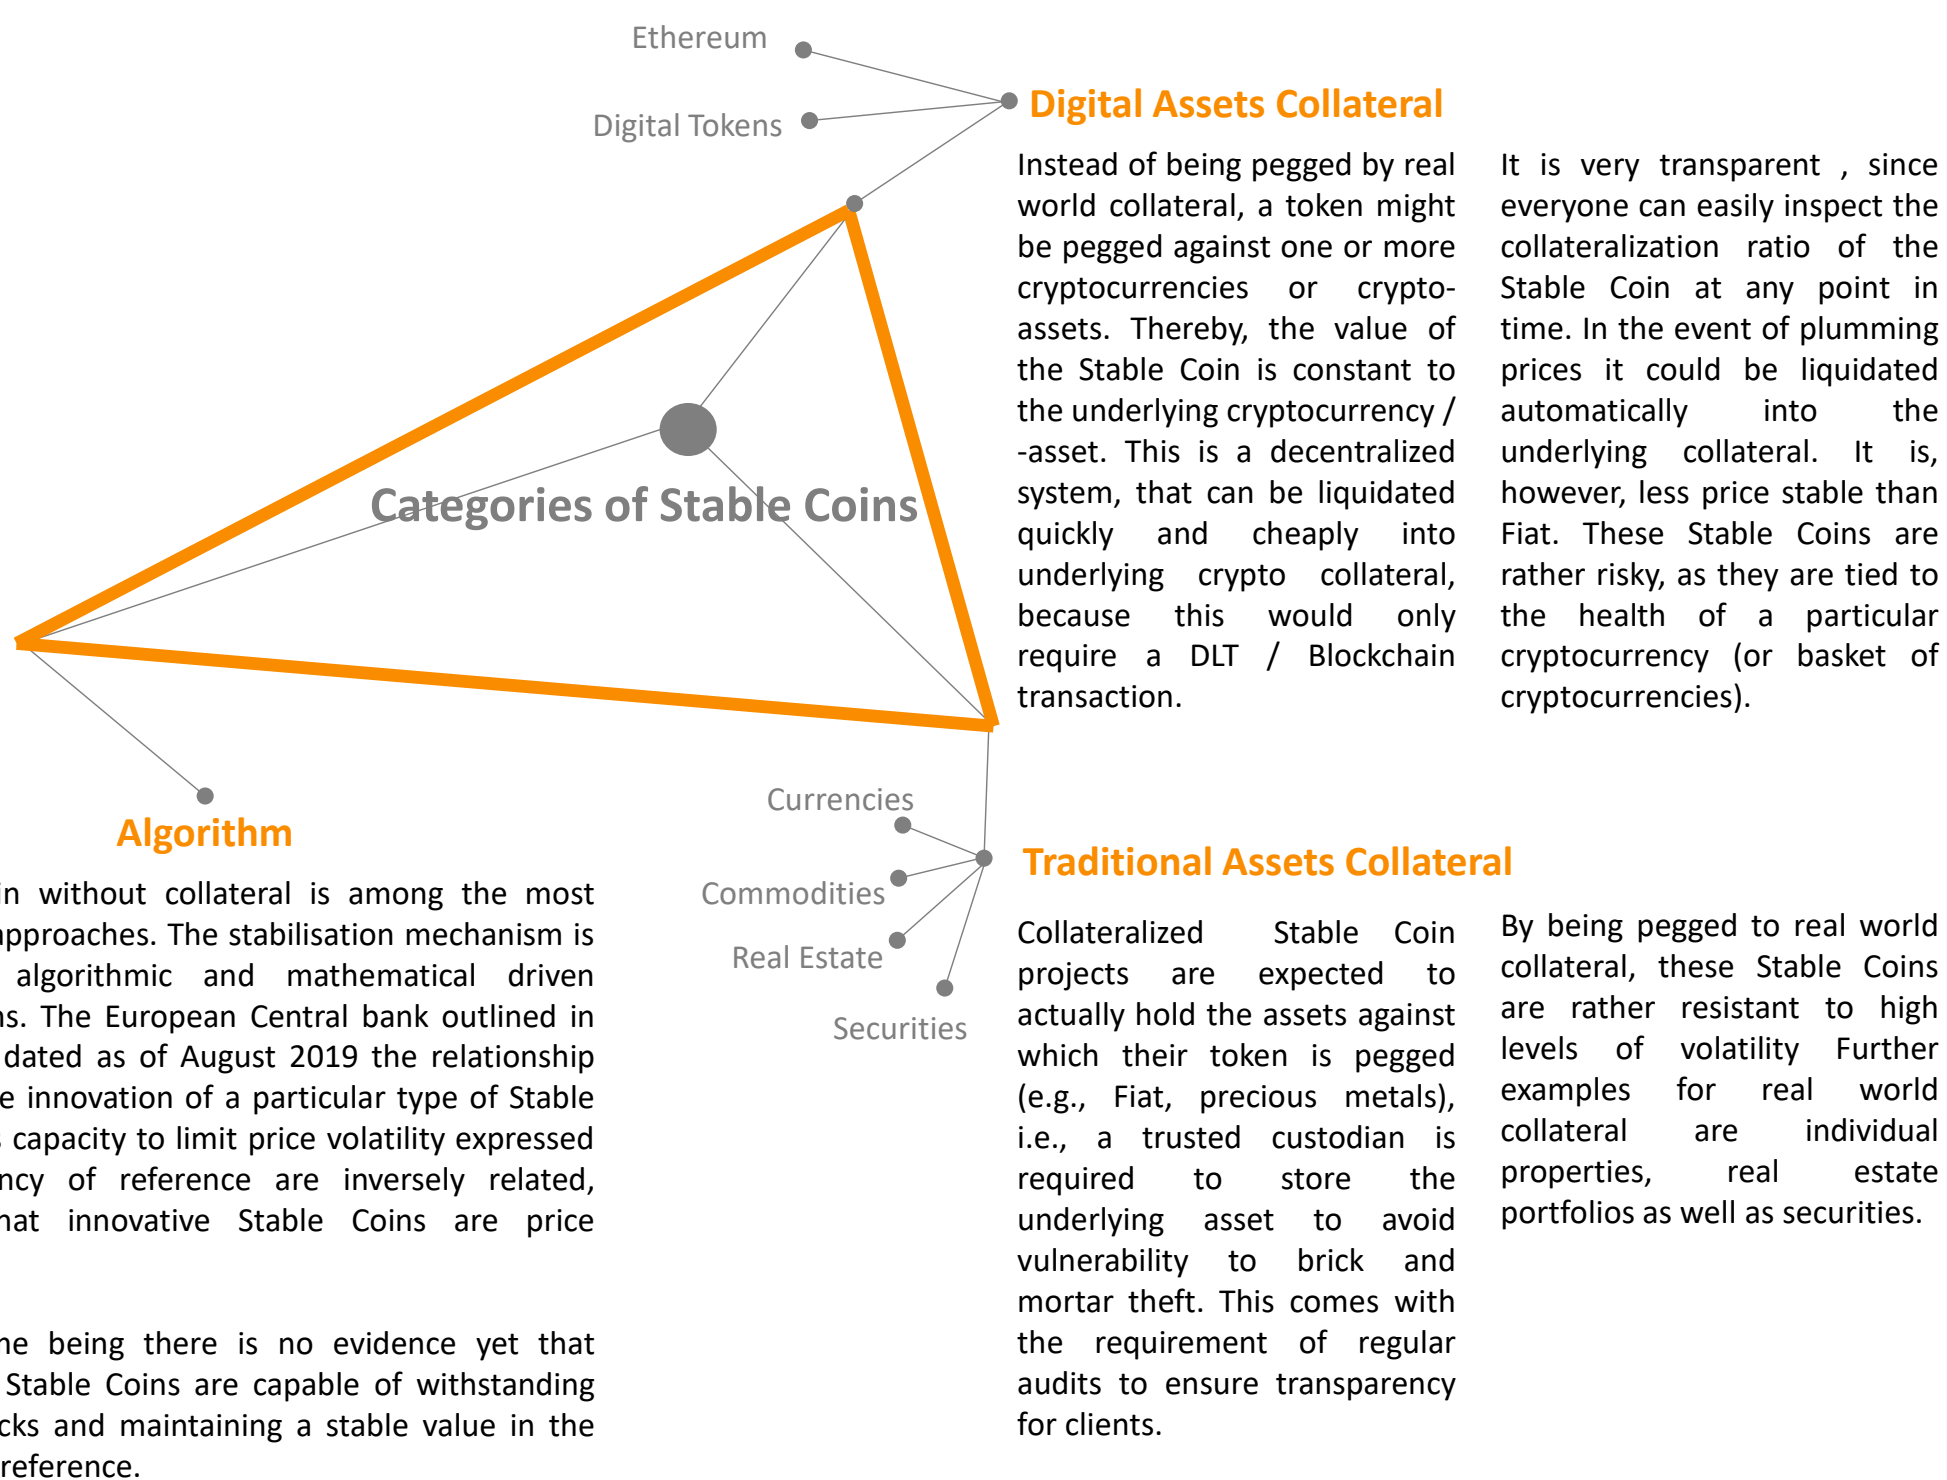 Ethereum
Digital Tokens
Digital Assets Collateral
Instead of being pegged by real
world collateral, a token might
be pegged against one or more
cryptocurrencies or crypto-
assets. Thereby, the value of
the Stable Coin is constant to
the underlying cryptocurrency /
-asset. This is a decentralized
system, that can be liquidated
quickly and cheaply into
underlying crypto collateral,
because this would only
require a DLT / Blockchain
transaction.
It is very transparent , since
everyone can easily inspect the
collateralization ratio of the
Stable Coin at any point in
time. In the event of plumming
prices it could be liquidated
automatically into the
underlying collateral. It is,
however, less price stable than
Fiat. These Stable Coins are
rather risky, as they are tied to
the health of a particular
cryptocurrency (or basket of
cryptocurrencies).
Categories of Stable Coins
Algorithm
without collateral is among the most
approaches. The stabilisation mechanism is
algorithmic and mathematical driven
The European Central bank outlined in
dated as of August 2019 the relationship
innovation of a particular type of Stable
capacity to limit price volatility expressed
of reference are inversely related,
innovative Stable Coins are price
being there is no evidence yet that
Stable Coins are capable of withstanding
and maintaining a stable value in the
reference.
Currencies
Commodities
Real Estate
Securities
Traditional Assets Collateral
Collateralized Stable Coin
projects are expected to
actually hold the assets against
which their token is pegged
(e.g., Fiat, precious metals),
i.e., a trusted custodian is
required to store the
underlying asset to avoid
vulnerability to brick and
mortar theft. This comes with
the requirement of regular
audits to ensure transparency
for clients.
By being pegged to real world
collateral, these Stable Coins
are rather resistant to high
levels of volatility Further
examples for real world
collateral are individual
properties, real estate
portfolios as well as securities.